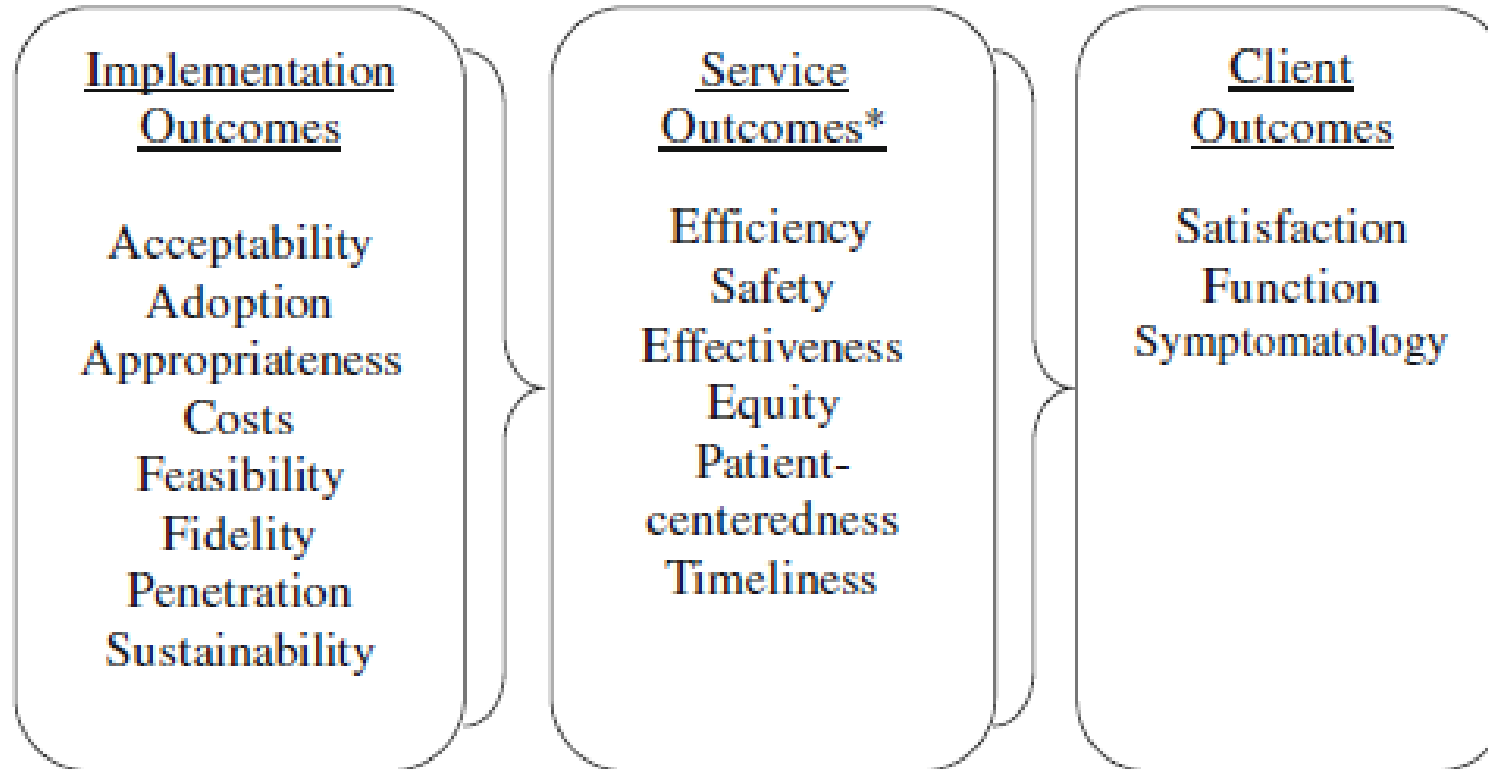 Implementation
Outcomes
Acceptability
Adoption
Appropriateness
Costs
Feasibility
Fidelity
Penetration
Sustainability
Service
Outcomes*
Efficiency
Safety
Effectiveness
Equity
Patient-
centeredness
Timeliness
Client
Outcomes
Satisfaction
Function
Symptomatology